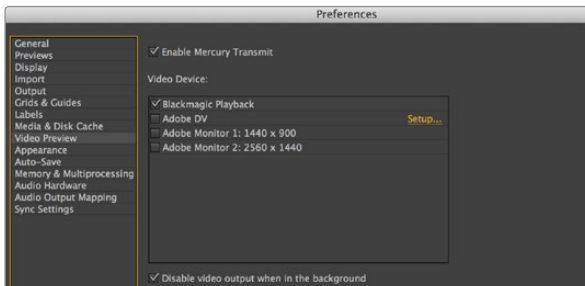 Preferences
General
Previews
Display
Import
Output
Grids & Guides
Labels
Media & Disk Cache
Video Preview
Appearance
Auto-Save
Memory & Multiprocessing
Audio Hardware
Audio Output Mapping
Sync Settings
Enable Mercury Transmit
Video Device:
Blackmagic Playback
Adobe DV Setup...
Adobe Monitor 1: 1440 x 900
Adobe Monitor 2: 2560 x 1440
Disable video output when in the background